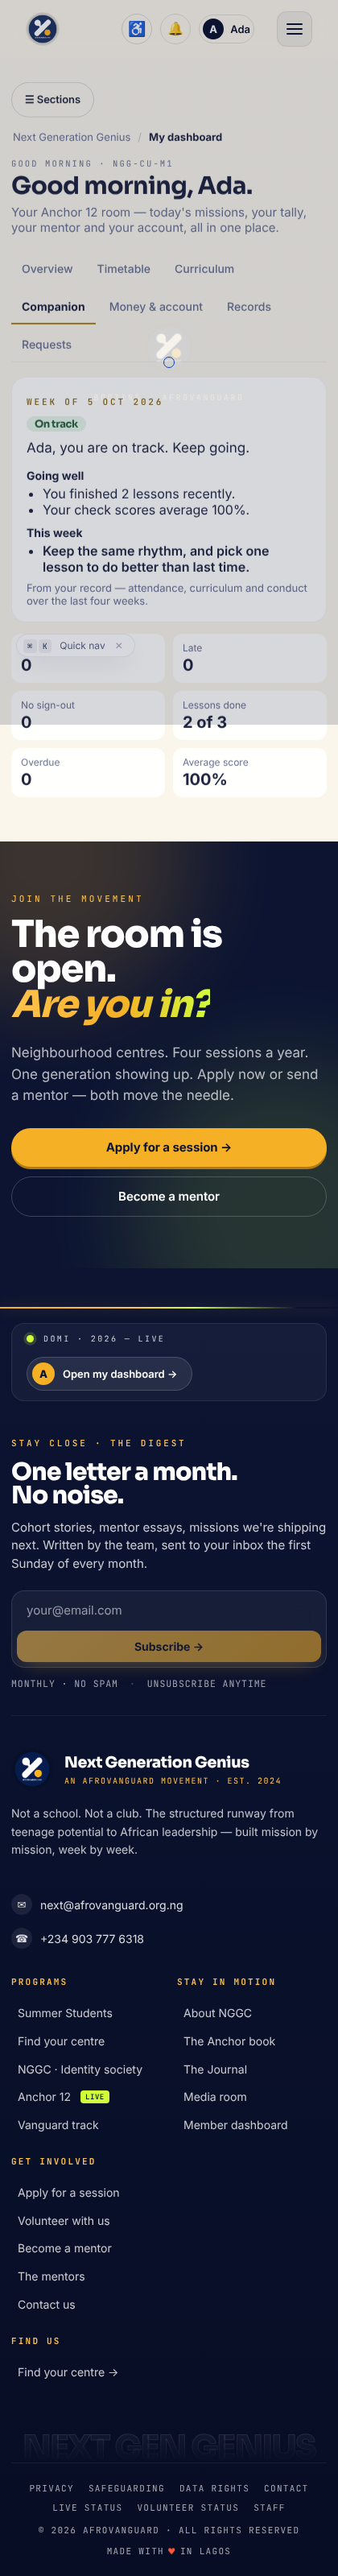 A Ada
☰ Sections
Next Generation Genius / My dashboard
GOOD MORNING · NGG-CU-M1
Good morning, Ada.
Your Anchor 12 room — today's missions, your tally,
your mentor and your account, all in one place.
Overview Timetable Curriculum
Companion Money & account Records
Requests
WEEK OF 5 OCT 2026
On track
Ada, you are on track. Keep going.
Going well
• You finished 2 lessons recently.
• Your check scores average 100%.
This week
• Keep the same rhythm, and pick one
lesson to do better than last time.
From your record — attendance, curriculum and conduct
over the last four weeks.
⌘ K Quick nav ×
0
Late
0
No sign-out
0
Lessons done
2 of 3
Overdue
0
Average score
100%
JOIN THE MOVEMENT
The room is
open.
Are you in?
Neighbourhood centres. Four sessions a year.
One generation showing up. Apply now or send
a mentor — both move the needle.
Apply for a session →
Become a mentor
DOMI · 2026 — LIVE
A Open my dashboard →
STAY CLOSE · THE DIGEST
One letter a month.
No noise.
Cohort stories, mentor essays, missions we're shipping
next. Written by the team, sent to your inbox the first
Sunday of every month.
your@email.com
Subscribe →
MONTHLY · NO SPAM · UNSUBSCRIBE ANYTIME
Next Generation Genius
AN AFROVANGUARD MOVEMENT · EST. 2024
Not a school. Not a club. The structured runway from
teenage potential to African leadership — built mission by
mission, week by week.
next@afrovanguard.org.ng
+234 903 777 6318
PROGRAMS
Summer Students
Find your centre
NGGC · Identity society
Anchor 12 LIVE
Vanguard track
STAY IN MOTION
About NGGC
The Anchor book
The Journal
Media room
Member dashboard
GET INVOLVED
Apply for a session
Volunteer with us
Become a mentor
The mentors
Contact us
FIND US
Find your centre →
NEXT GEN GENIUS
PRIVACY SAFEGUARDING DATA RIGHTS CONTACT
LIVE STATUS VOLUNTEER STATUS STAFF
© 2026 AFROVANGUARD · ALL RIGHTS RESERVED
MADE WITH ♥ IN LAGOS